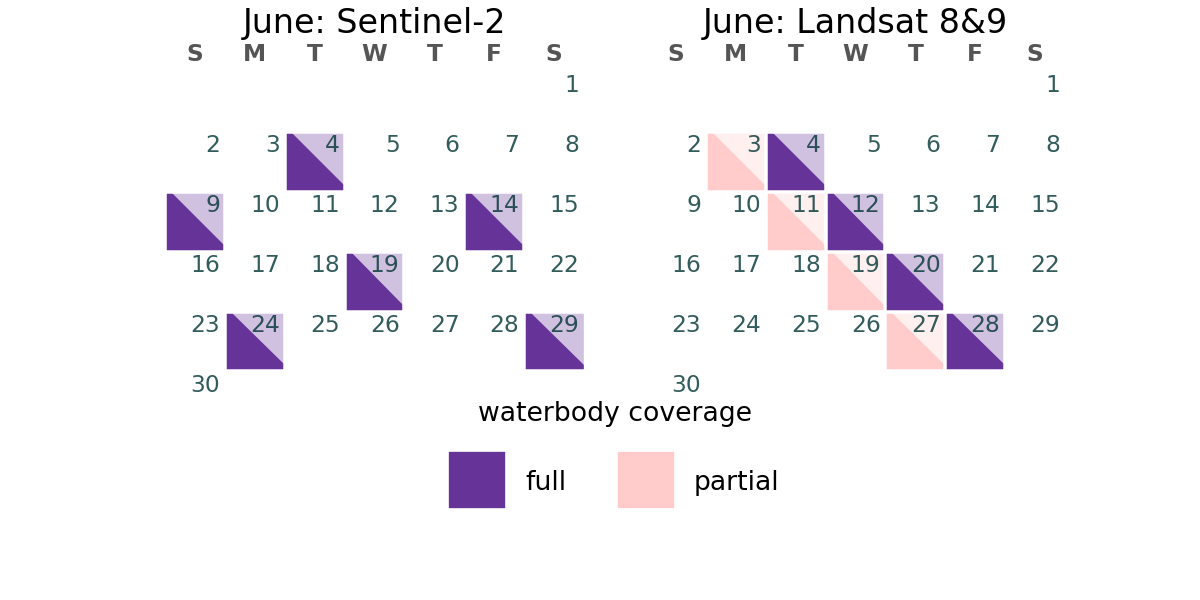 June: Sentinel-2
S M T W T F S
1
2 3 4 5 6 7 8
9 10 11 12 13 14 15
16 17 18 19 20 21 22
23 24 25 26 27 28 29
30
June: Landsat 8&9
S M T W T F S
1
2 3 4 5 6 7 8
9 10 11 12 13 14 15
16 17 18 19 20 21 22
23 24 25 26 27 28 29
30
waterbody coverage
full
partial